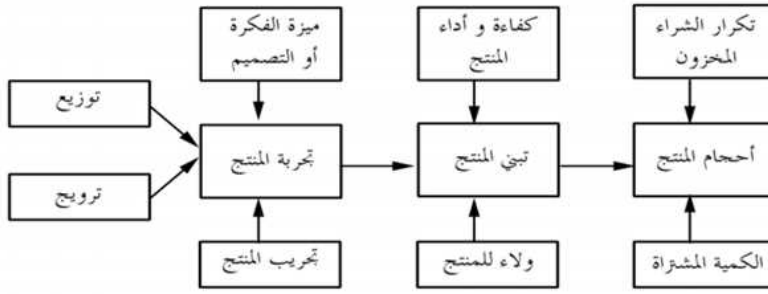 ميزة الفكرة
أو التصميم
كفاءة و أداء
المنتج
تكرار الشراء
المخزون
توزيع
تجربة المنتج
تبني المنتج
أحجام المنتج
ترويج
تجريب المنتج
ولاء للمنتج
الكمية المشتراة